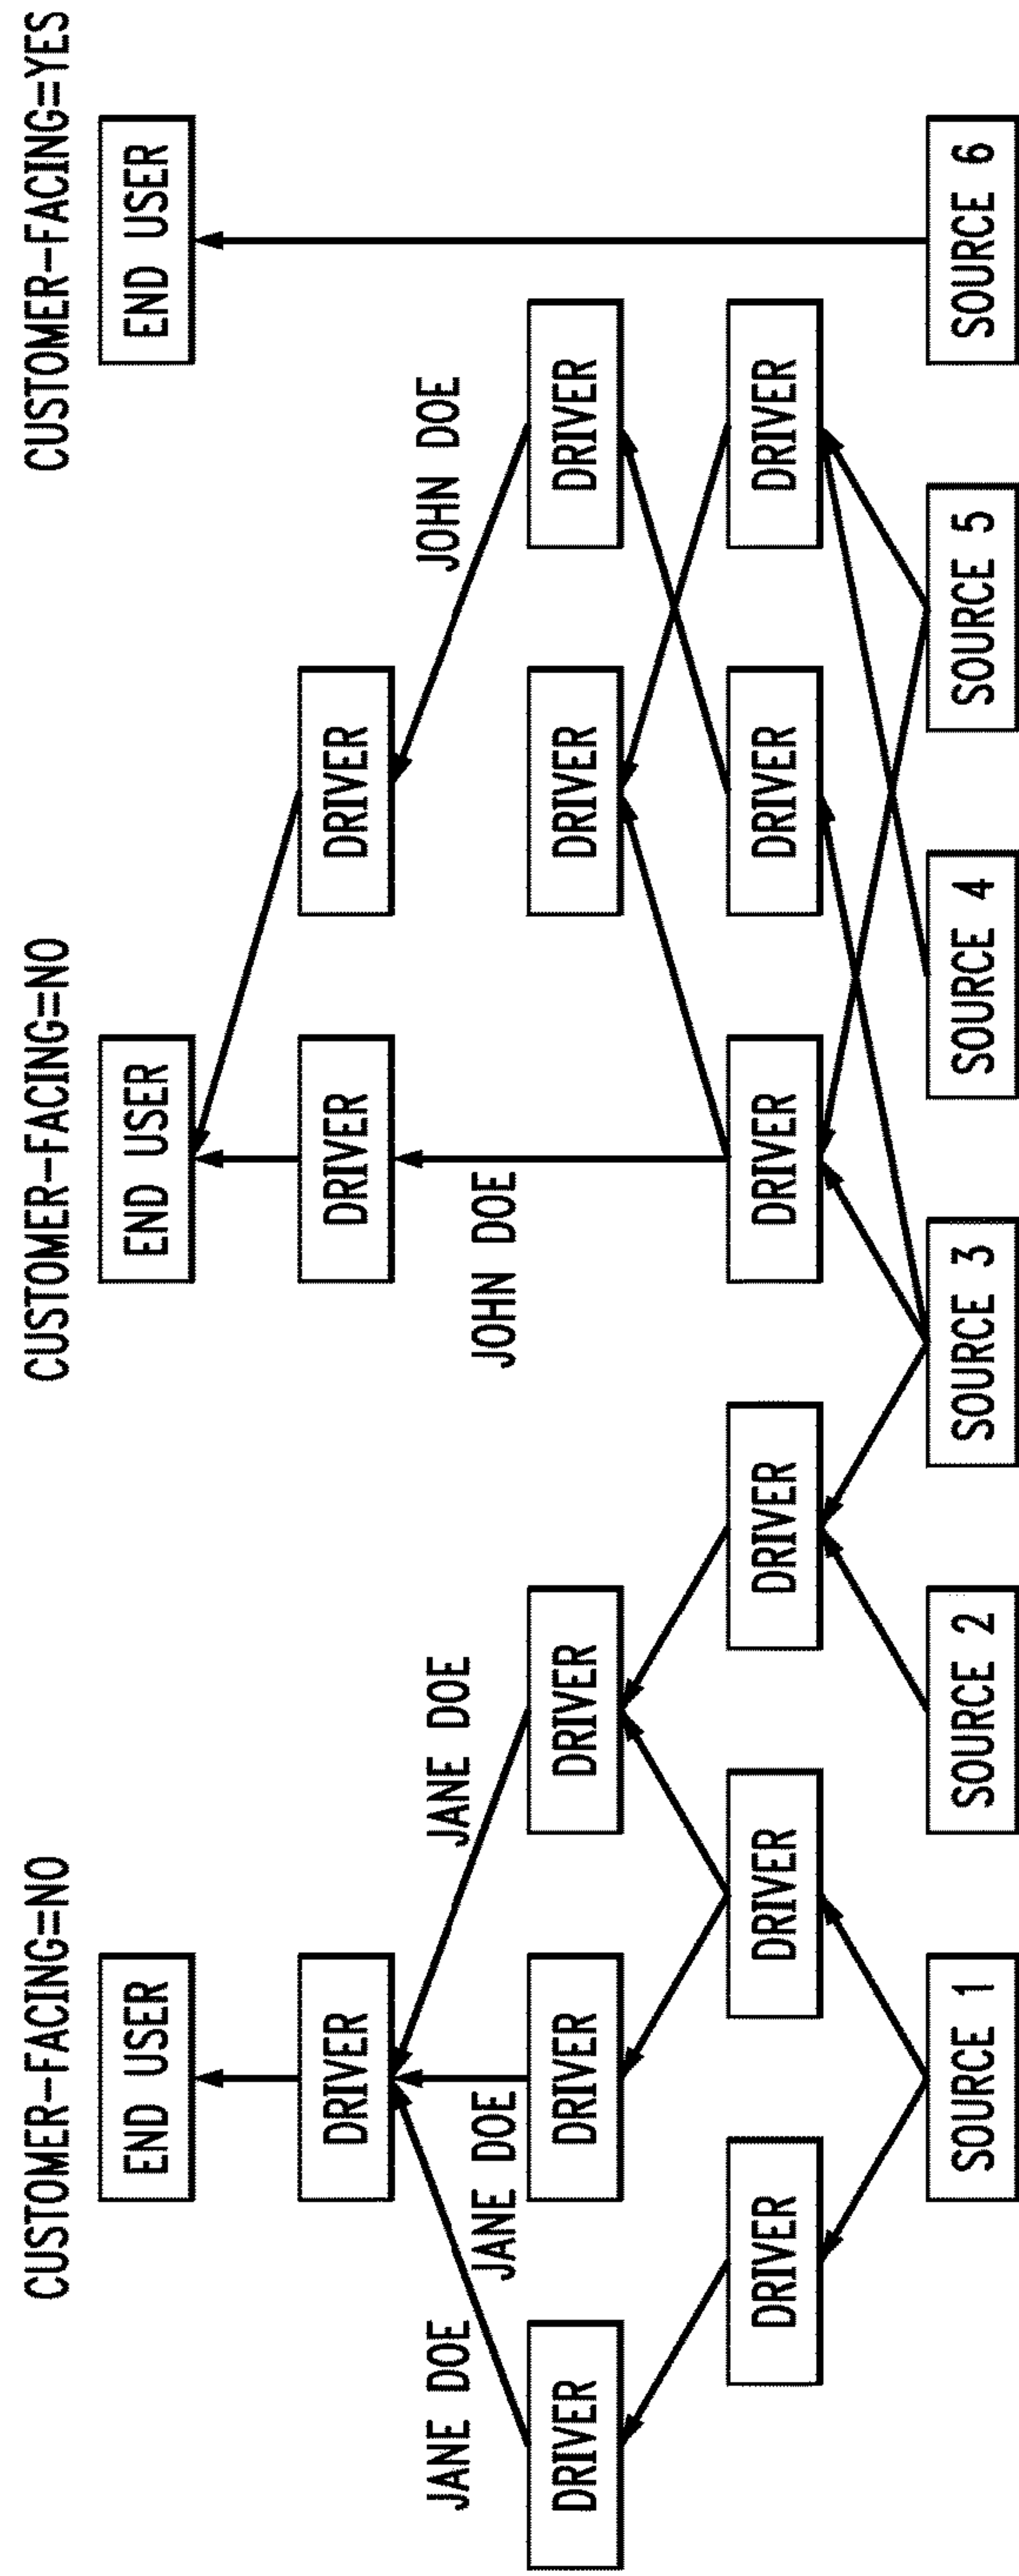 CUSTOMER-FACING=NO
CUSTOMER-FACING=NO
CUSTOMER-FACING=YES
END USER
END USER
END USER
DRIVER
DRIVER
DRIVER
JANE DOE
JANE DOE
JANE DOE
JOHN DOE
JOHN DOE
DRIVER
DRIVER
DRIVER
DRIVER
DRIVER
DRIVER
DRIVER
DRIVER
DRIVER
DRIVER
DRIVER
SOURCE 1
SOURCE 2
SOURCE 3
SOURCE 4
SOURCE 5
SOURCE 6